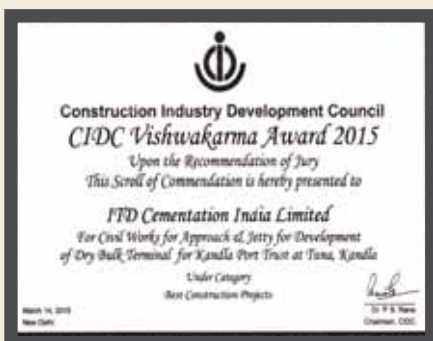 Construction Industry Development Council
CIDC Vishwakarma Award 2015
Upon the Recommendation of Jury
This Scroll of Commendation is hereby presented to
ITD Cementation India Limited
For Civil Works for Approach & Jetty for Development
of Dry Bulk Terminal for Kandla Port Trust at Tuna, Kandla
Under Category
Best Construction Projects
March 14, 2015
New Delhi
Dr. P. S. Rana
Chairman, CIDC